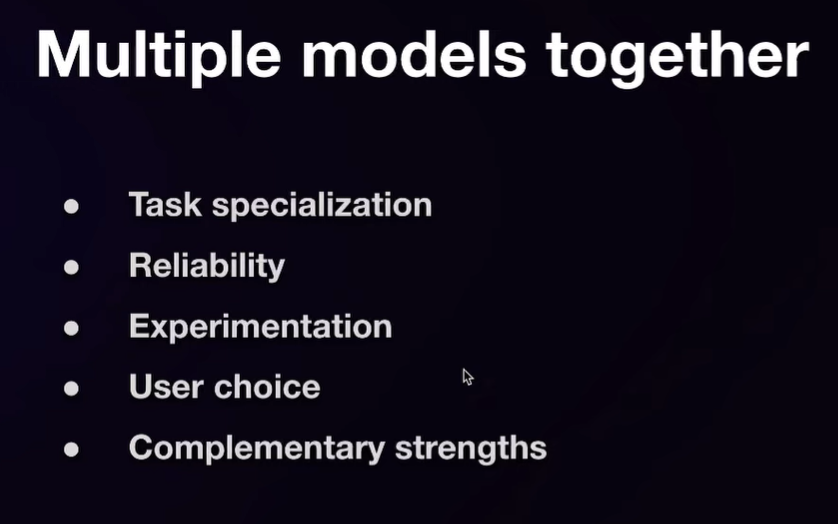 Multiple models together
● Task specialization
● Reliability
● Experimentation
● User choice
● Complementary strengths